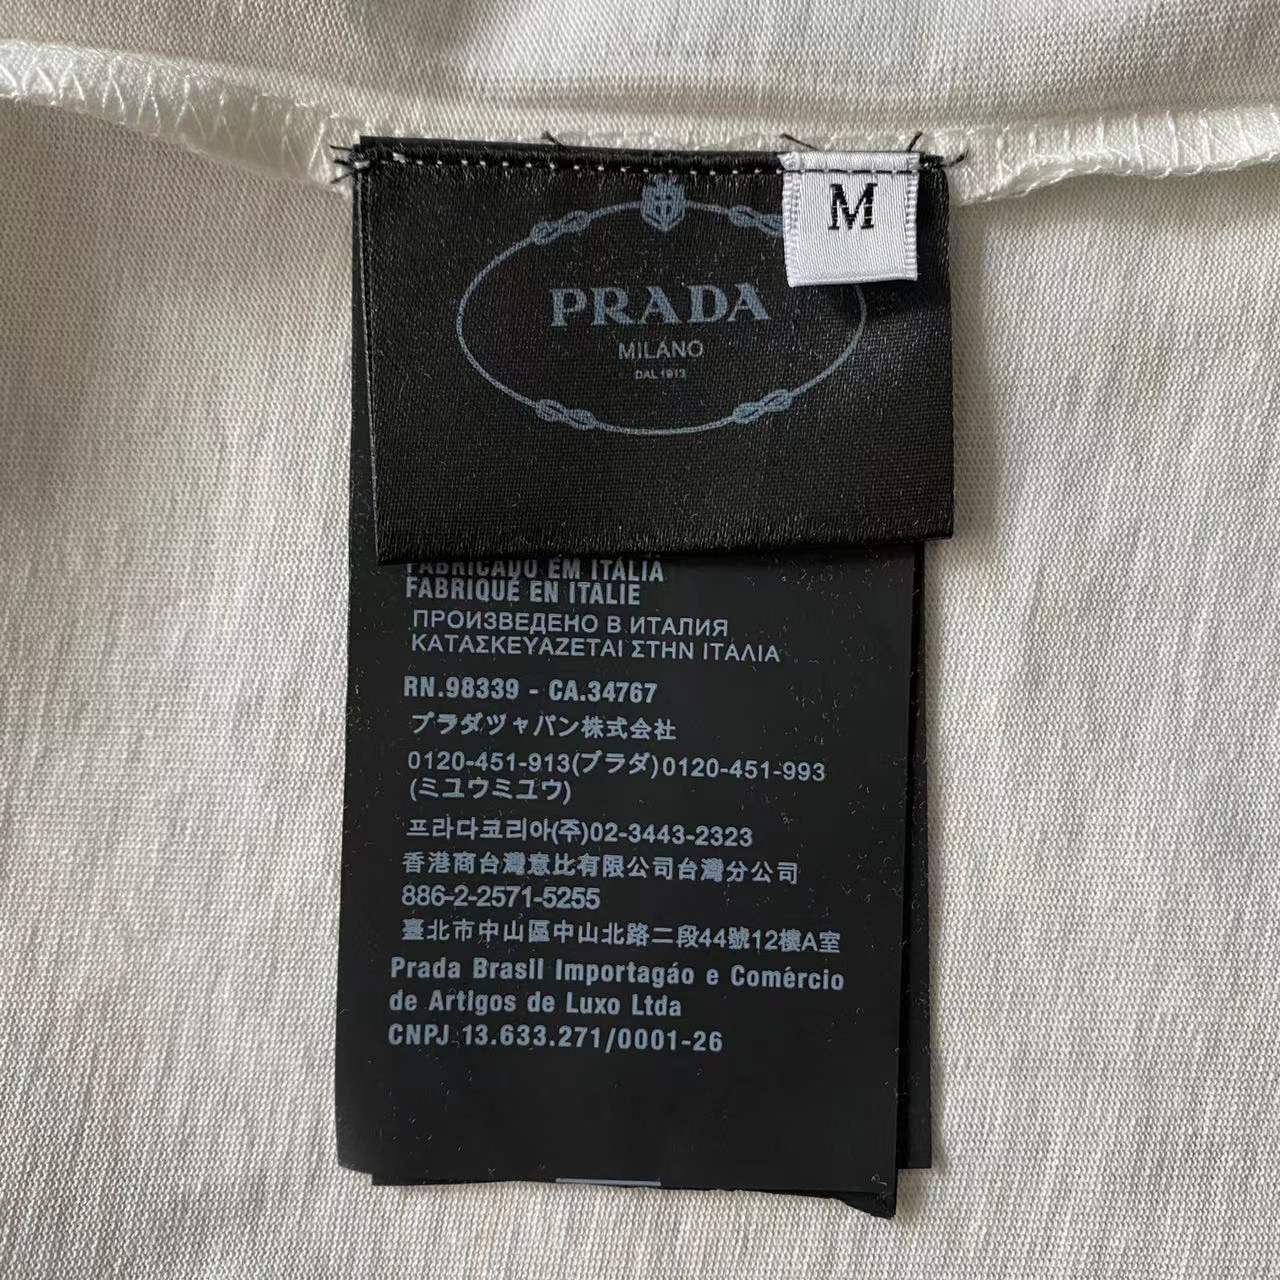 M
PRADA
MILANO
DAL 1913
FABRICADO EM ITALIA
FABRIQUE EN ITALIE
ПРОИЗВЕДЕНО В ИТАЛИЯ
ΚΑΤΑΣΚΕΥΑΖΕΤΑΙ ΣΤΗΝ ΙΤΑΛΙΑ
RN.98339 - CA.34767
プラダツャパン株式会社
0120-451-913(プラダ)0120-451-993
(ミユウミユウ)
프라다코리아(주)02-3443-2323
香港商台灣意比有限公司台灣分公司
886-2-2571-5255
臺北市中山區中山北路二段44號12樓A室
Prada Brasil Importagáo e Comércio
de Artigos de Luxo Ltda
CNPJ 13.633.271/0001-26